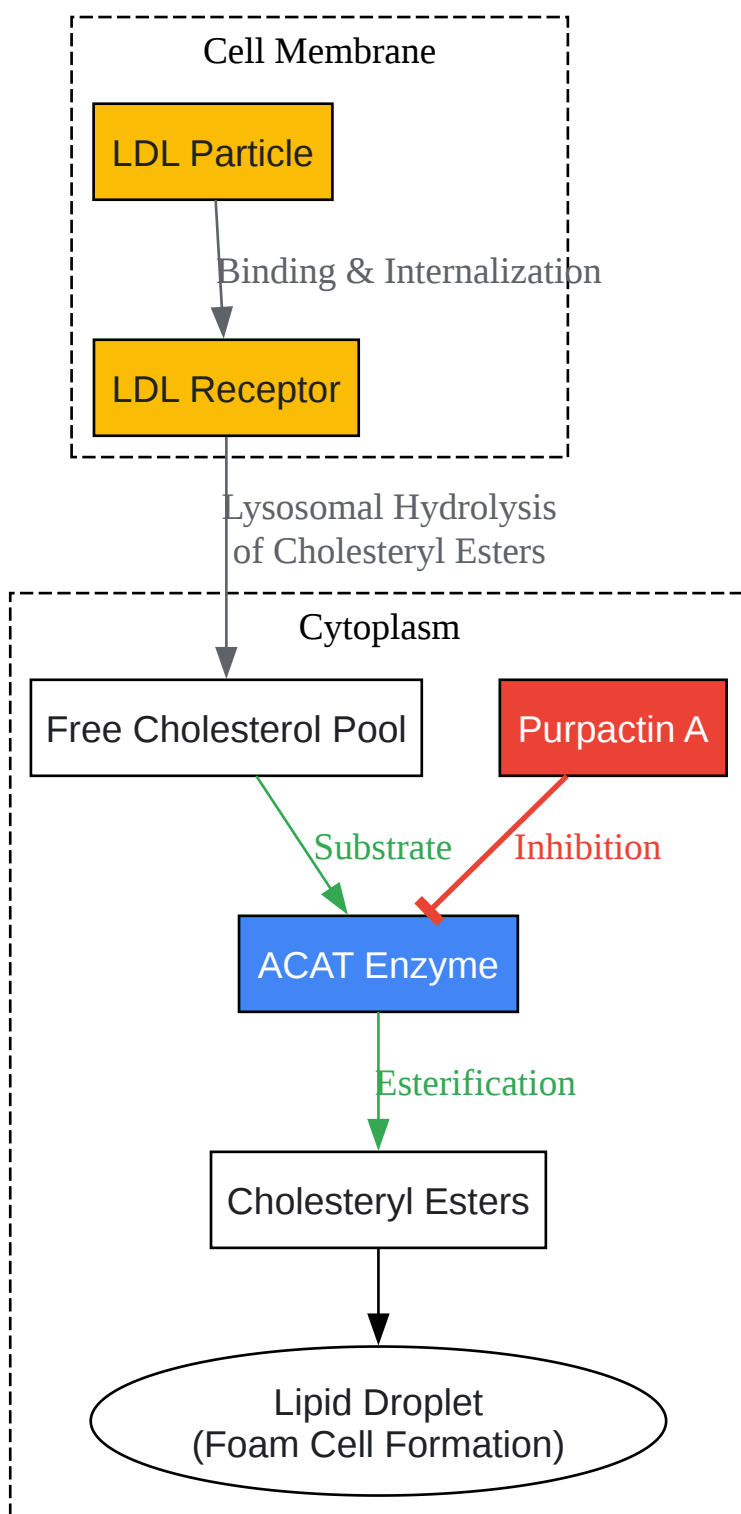 Cell Membrane
LDL Particle
Binding & Internalization
LDL Receptor
Lysosomal Hydrolysis
of Cholesteryl Esters
Cytoplasm
Free Cholesterol Pool
Purpactin A
Substrate
Inhibition
ACAT Enzyme
Esterification
Cholesteryl Esters
Lipid Droplet
(Foam Cell Formation)